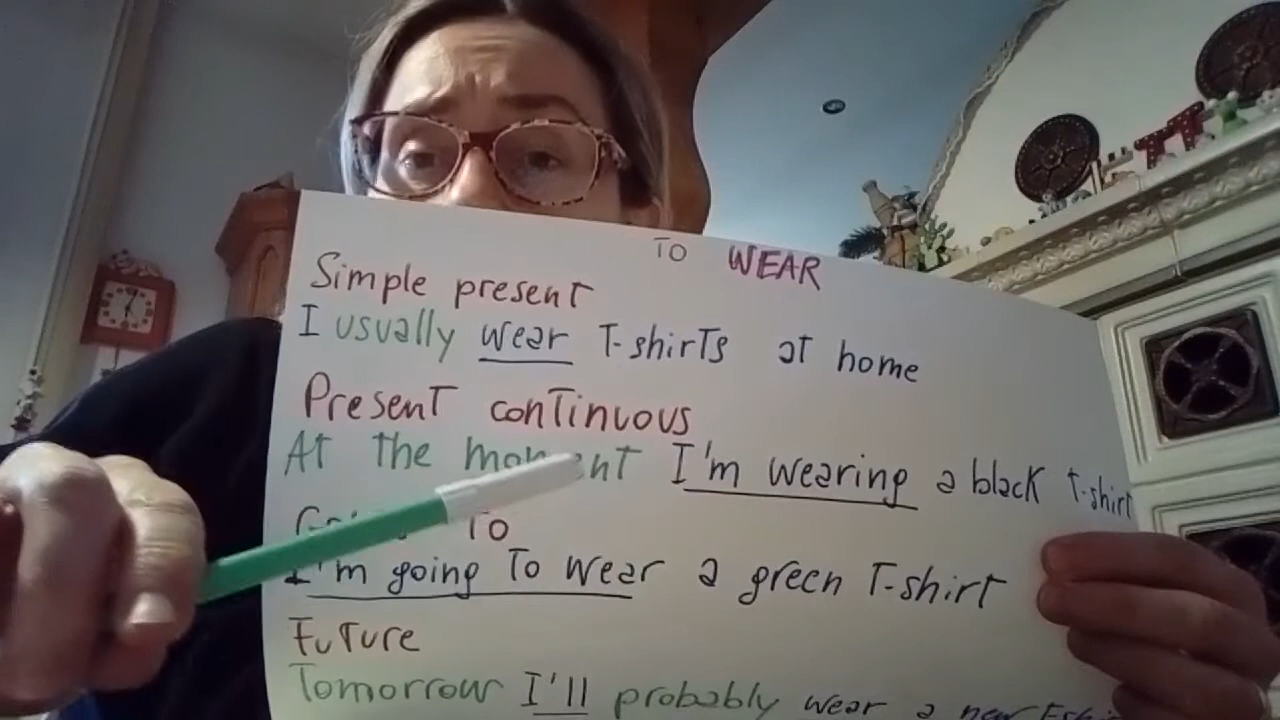 TO WEAR
Simple present
I usually wear T-shirts at home
Present continuous
At the moment I'm wearing a black t-shirt
TO
I'm going To wear a green T-shirt
Future
Tomorrow I'll probably wear a new